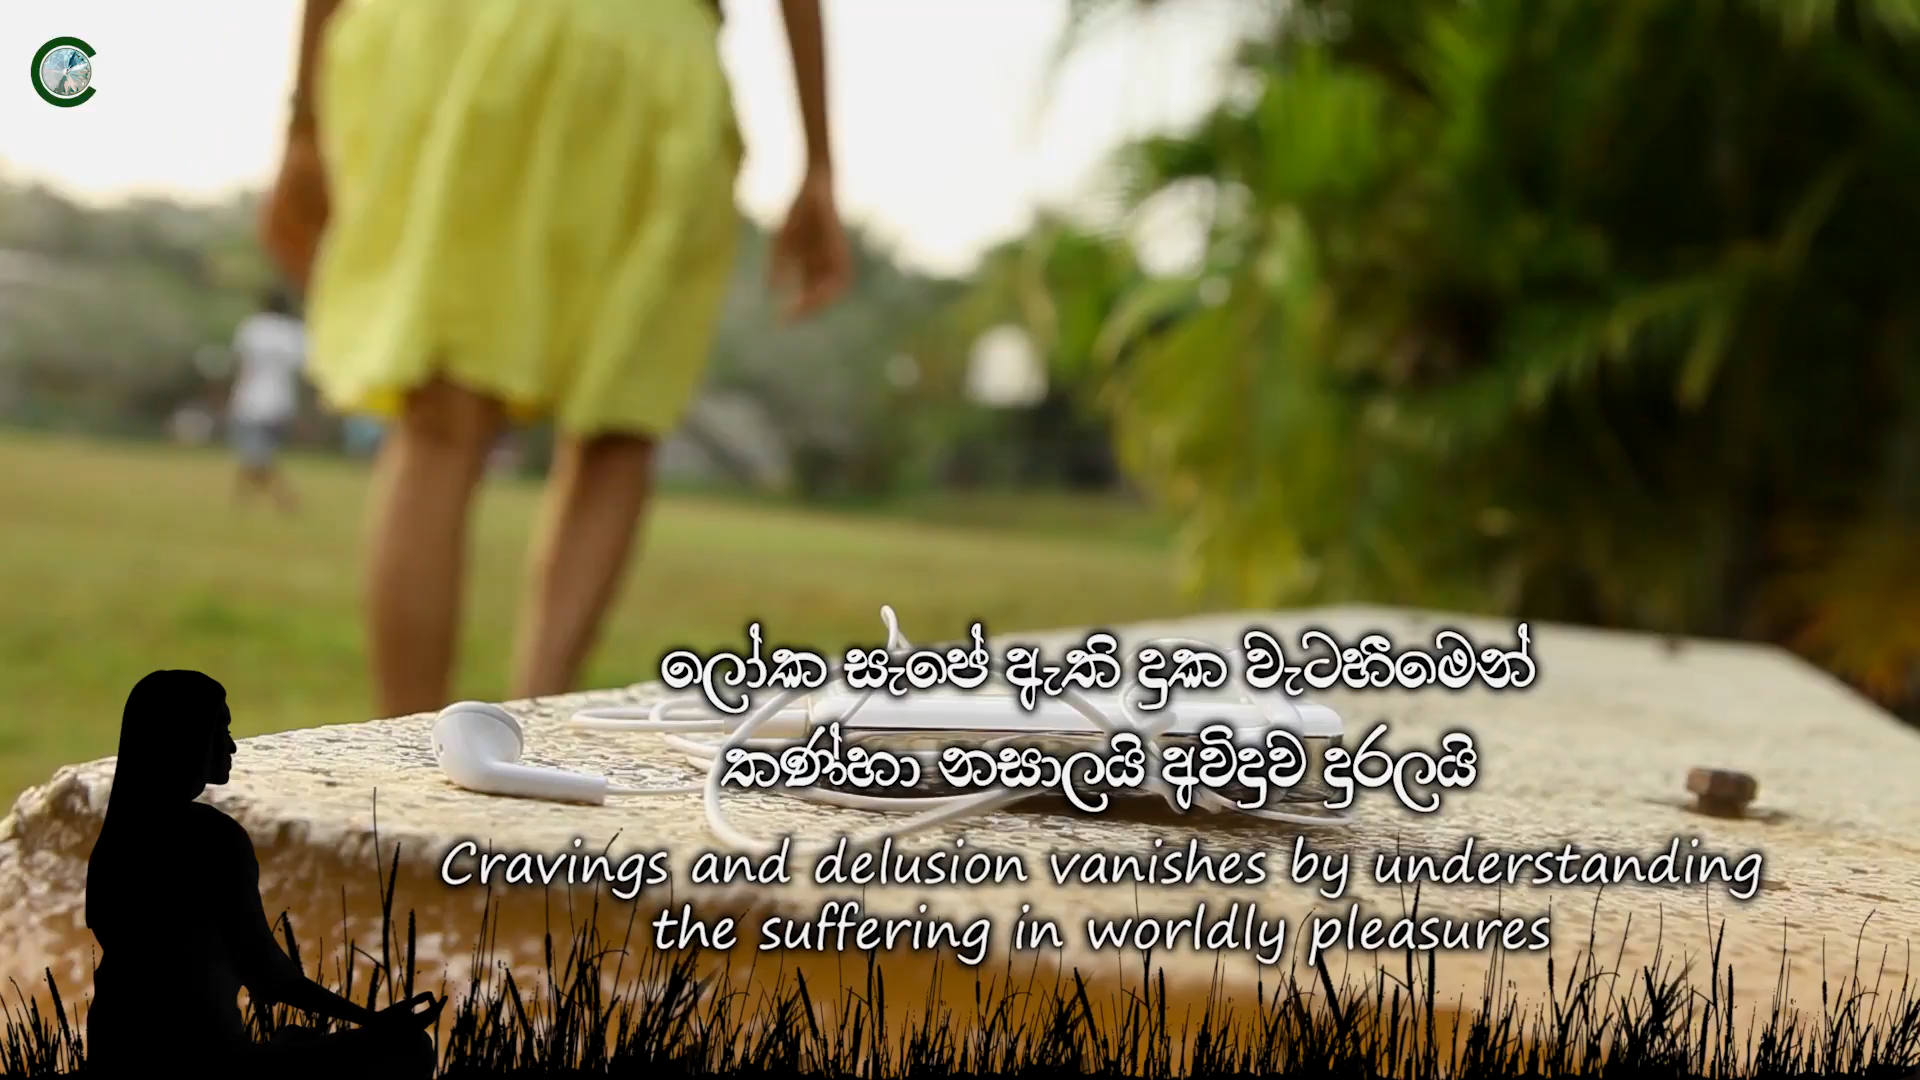 ලෝක සැපේ ඇති දුක වැටහීමෙන්
තණ්හා නසාලයි අවිදුව දුරලයි
Cravings and delusion vanishes by understanding
the suffering in worldly pleasures